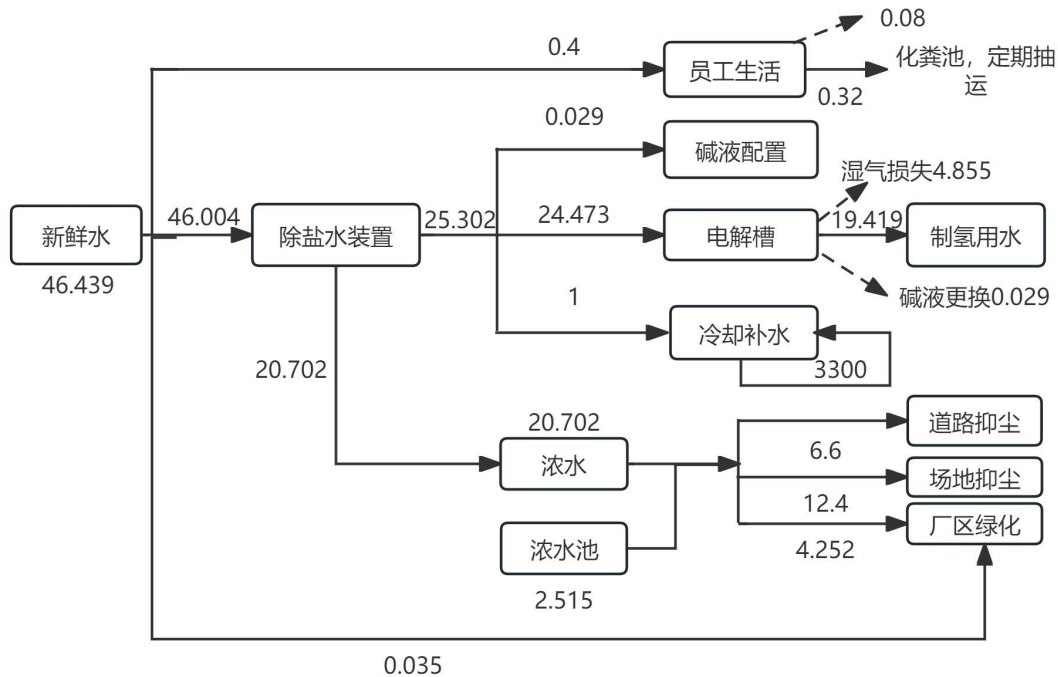 0.08
0.4
员工生活
化粪池，定期抽
运
0.32
0.029
碱液配置
湿气损失4.855
新鲜水
46.004
除盐水装置
25.302
24.473
电解槽
19.419
制氢用水
46.439
碱液更换0.029
1
冷却补水
3300
20.702
20.702
浓水
道路抑尘
6.6
场地抑尘
12.4
厂区绿化
浓水池
4.252
2.515
0.035